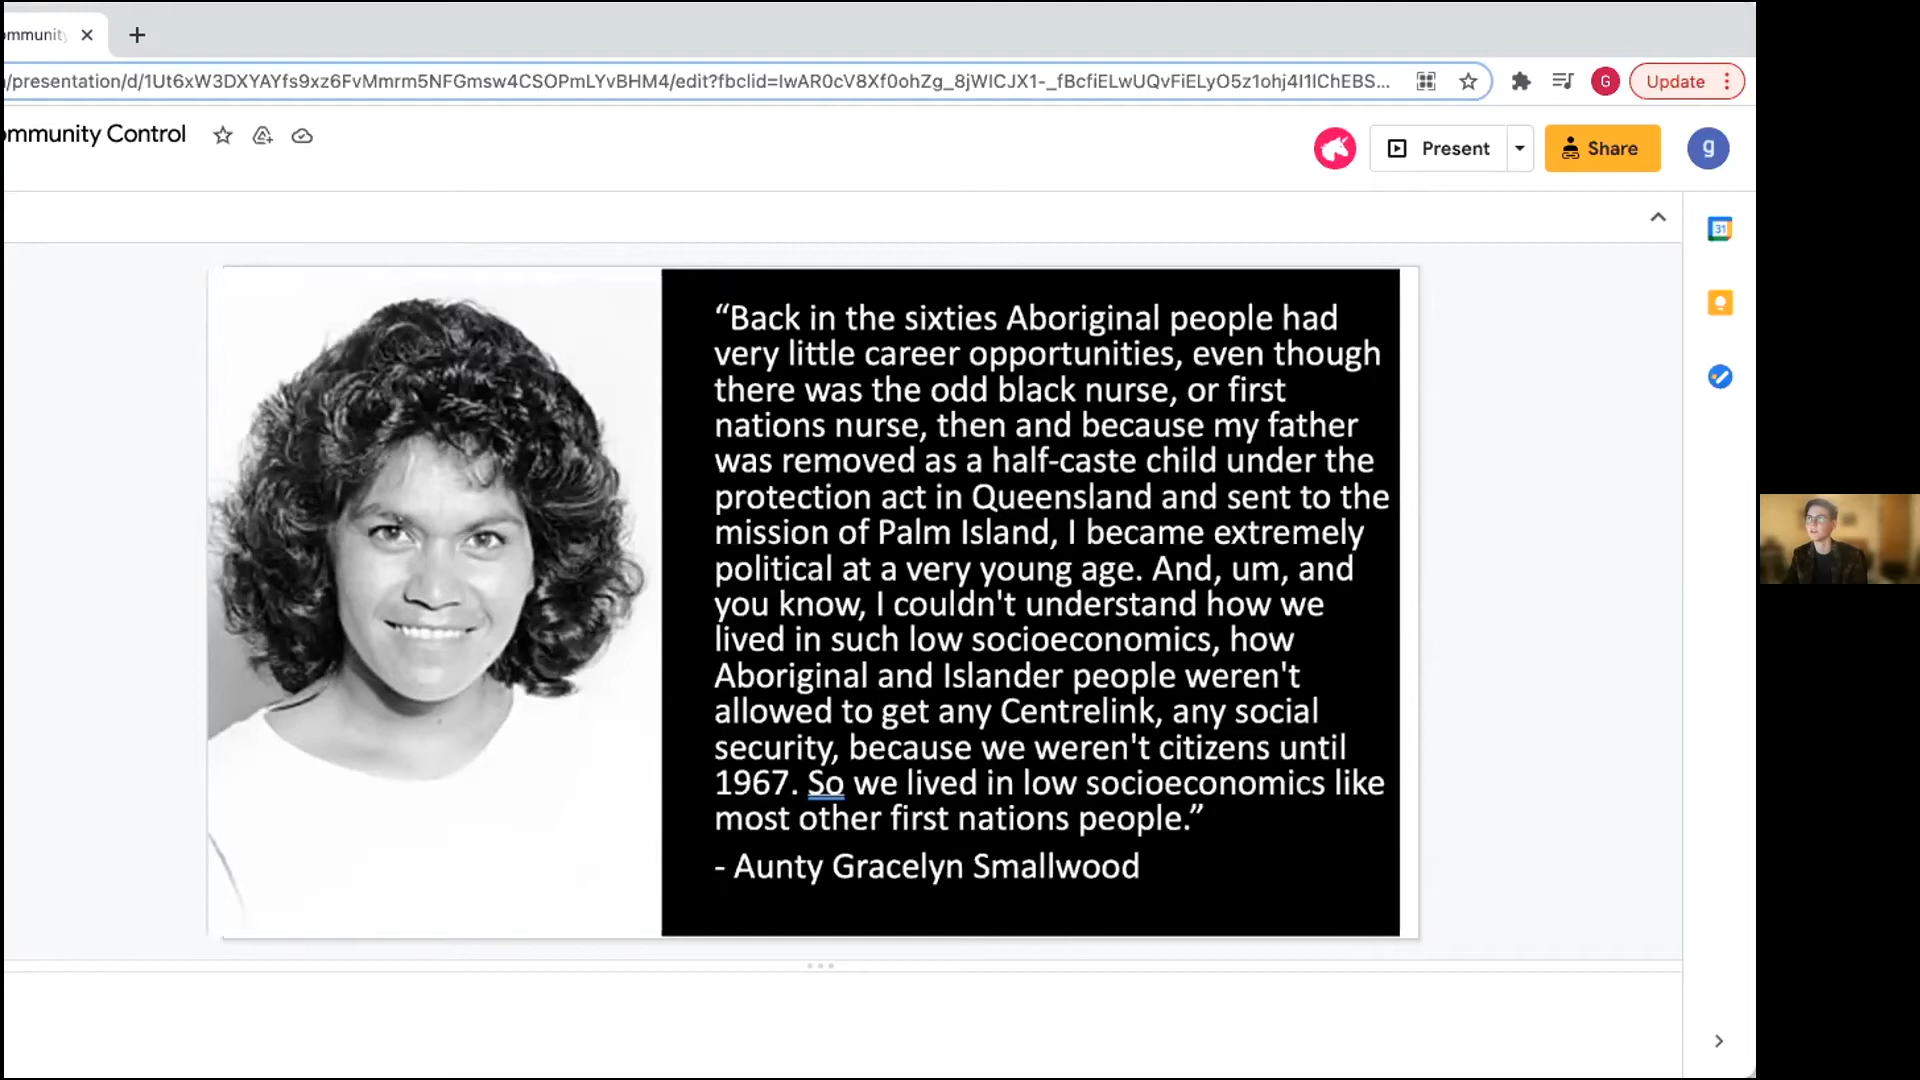 ommunity
/presentation/d/1Ut6xW3DXYAYfs9xz6FvMmrm5NFGmsw4CSOPmLYvBHM4/edit?fbclid=IwAR0cV8Xf0ohZg_8jWICJX1-_fBcfiELwUQvFiELyO5z1ohj4I1IChEBS...
G
Update
ommunity Control
Present
Share
g
31
“Back in the sixties Aboriginal people had
very little career opportunities, even though
there was the odd black nurse, or first
nations nurse, then and because my father
was removed as a half-caste child under the
protection act in Queensland and sent to the
mission of Palm Island, I became extremely
political at a very young age. And, um, and
you know, I couldn't understand how we
lived in such low socioeconomics, how
Aboriginal and Islander people weren't
allowed to get any Centrelink, any social
security, because we weren't citizens until
1967. So we lived in low socioeconomics like
most other first nations people.”
- Aunty Gracelyn Smallwood